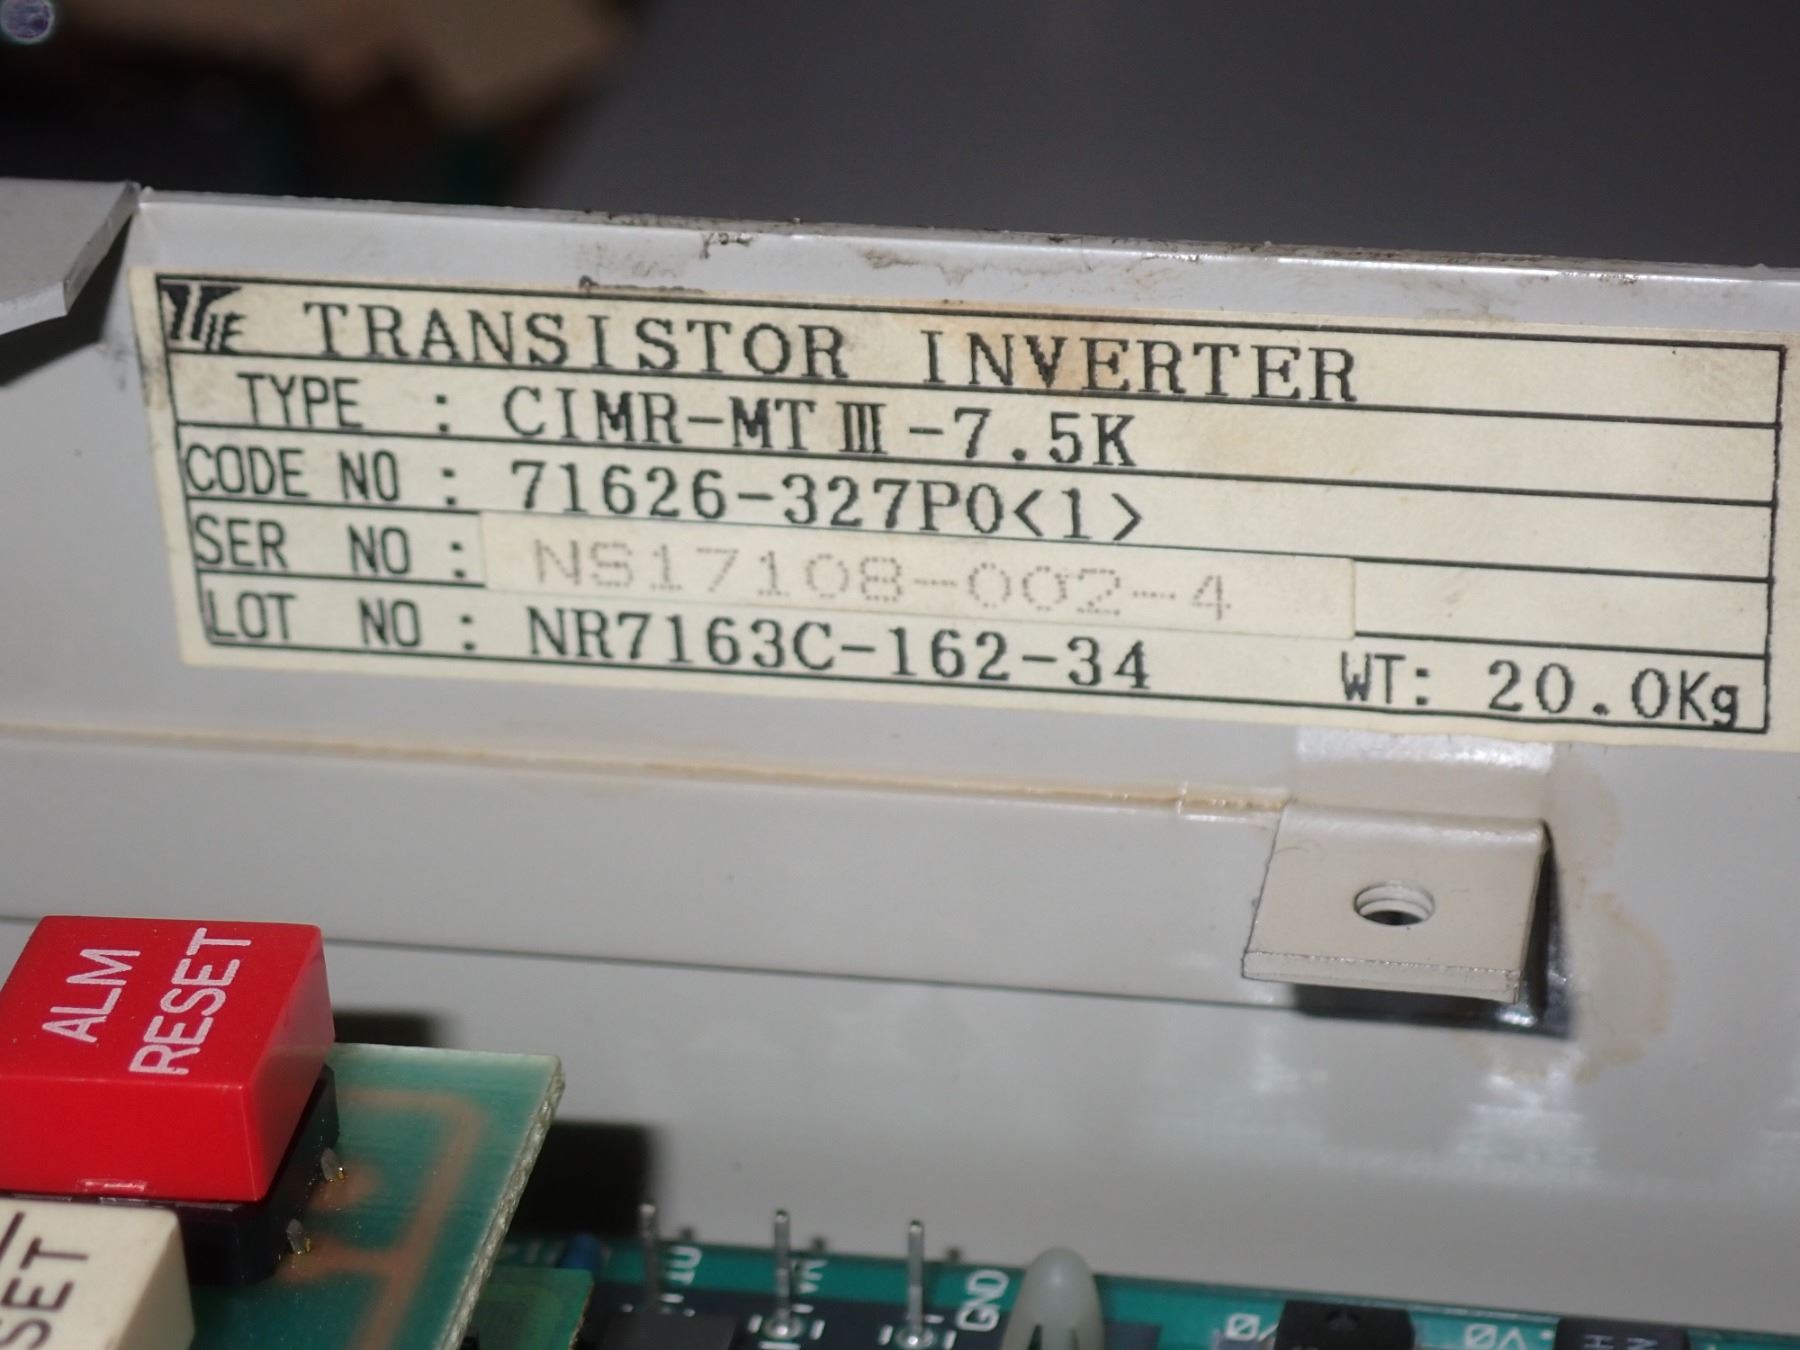 TRANSISTOR INVERTER
TYPE : CIMR-MTⅢ-7.5K
CODE NO : 71626-327P0<1>
SER NO : NS17108-002-4
LOT NO : NR7163C-162-34 WT: 20.0Kg
ALM
RESET
SET
GND